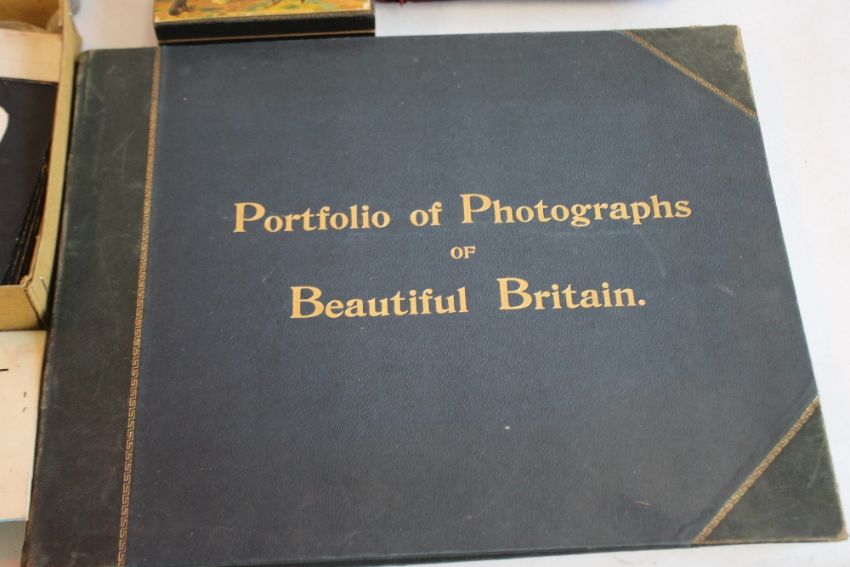 Portfolio of Photographs
OF
Beautiful Britain.